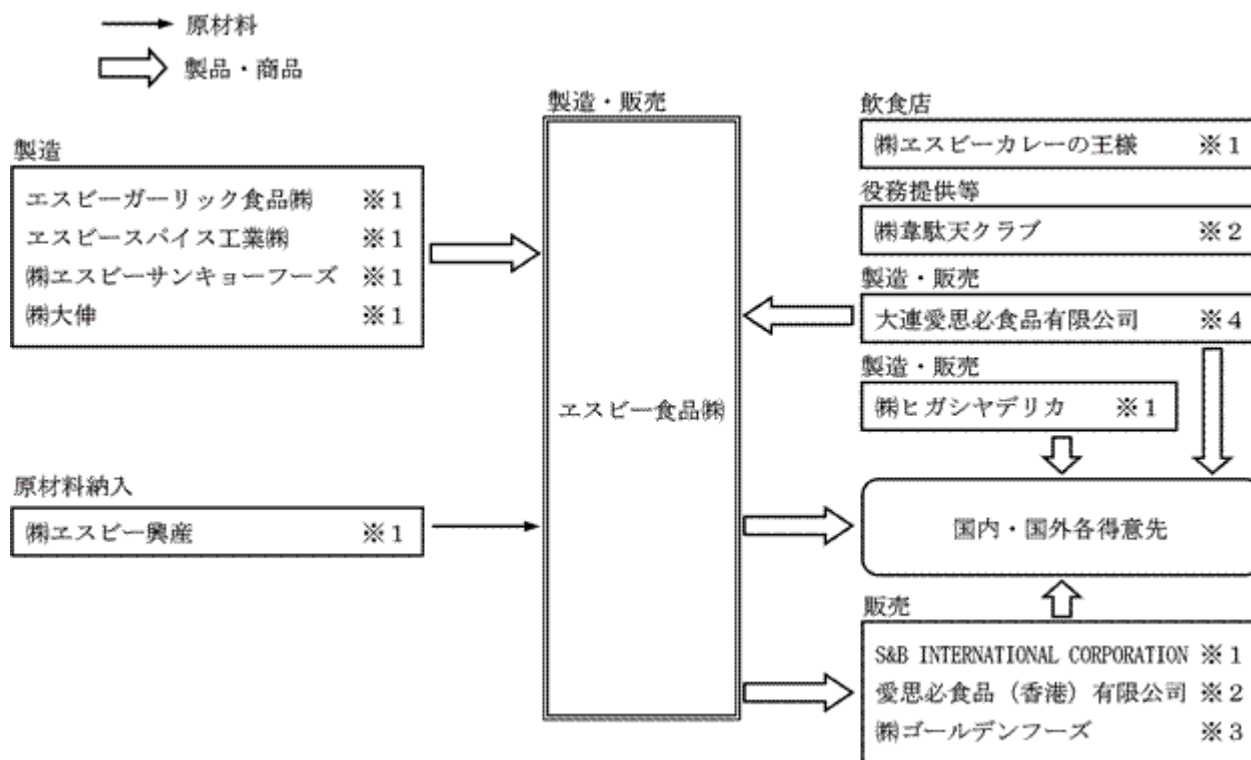 原材料
製品・商品
製造
エスビーガーリック食品㈱ ※1
ヱスビースパイス工業㈱ ※1
㈱ヱスビーサンキョーフーズ ※1
㈱大伸 ※1
原材料納入
㈱ヱスビー興産 ※1
製造・販売
ヱスビー食品㈱
飲食店
㈱ヱスビーカレーの王様 ※1
役務提供等
㈱韋駄天クラブ ※2
製造・販売
大連愛思必食品有限公司 ※4
製造・販売
㈱ヒガシヤデリカ ※1
国内・国外各得意先
販売
S&B INTERNATIONAL CORPORATION ※1
愛思必食品（香港）有限公司 ※2
㈱ゴールデンフーズ ※3